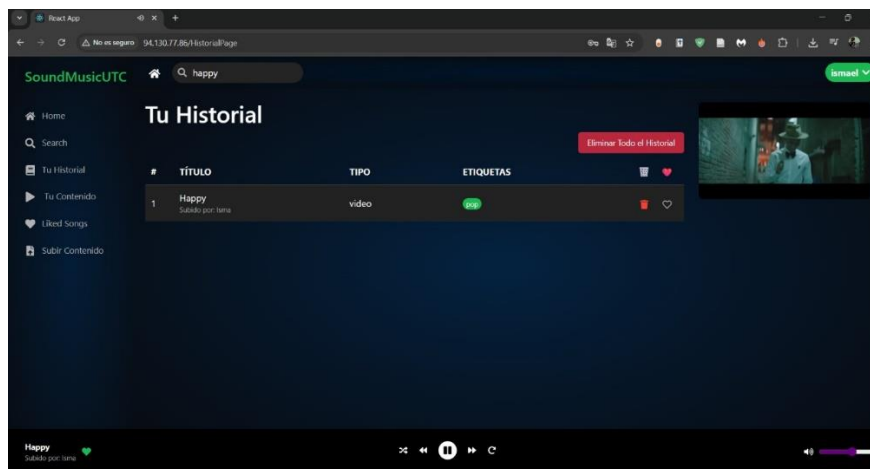 React App
No es seguro 94.130.77.86/HistorialPage
SoundMusicUTC
happy
ismael
Home
Search
Tu Historial
Tu Contenido
Liked Songs
Subir Contenido
Tu Historial
Eliminar Todo el Historial
# TÍTULO TIPO ETIQUETAS
1 Happy video pop
Subido por: Isma
Happy
Subido por: Isma